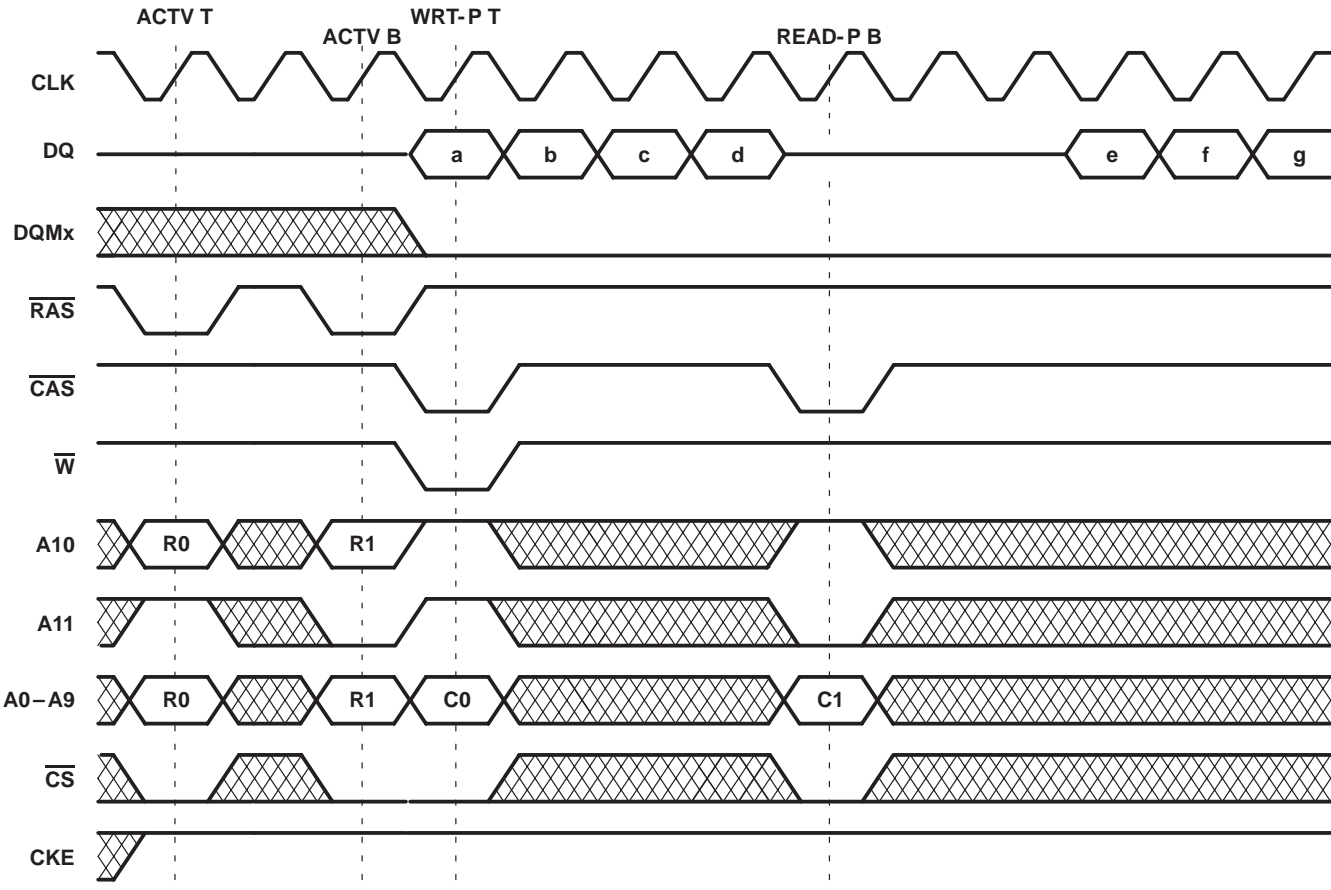 ACTV T
WRT-P T
ACTV B
READ-P B
CLK
DQ
a b c d e f g
DQMx
RAS
CAS
W
A10
R0 R1
A11
A0–A9
R0 R1 C0 C1
CS
CKE